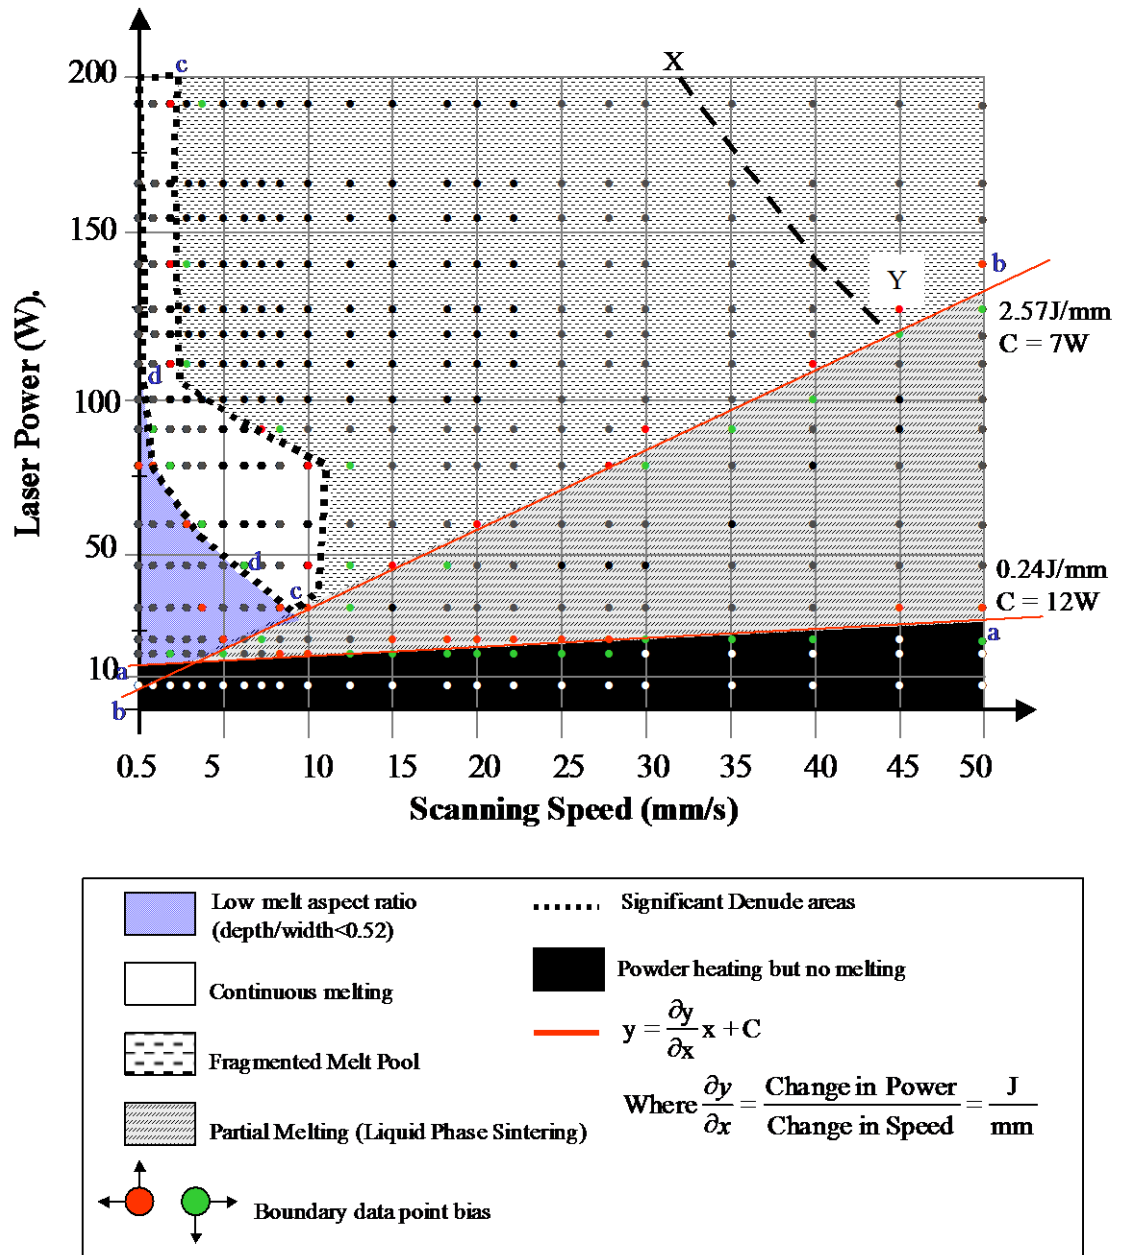 200
c
X
150
Y
b
2.57J/mm
C = 7W
d
100
Laser Power (W).
50
d
c
0.24J/mm
C = 12W
a
10
a
b
0.5 5 10 15 20 25 30 35 40 45 50
Scanning Speed (mm/s)
Low melt aspect ratio
(depth/width<0.52)
Significant Denude areas
Continuous melting
Powder heating but no melting
Fragmented Melt Pool
y = ∂y/∂x x + C
Partial Melting (Liquid Phase Sintering)
Where ∂y/∂x = Change in Power/Change in Speed = J/mm
Boundary data point bias